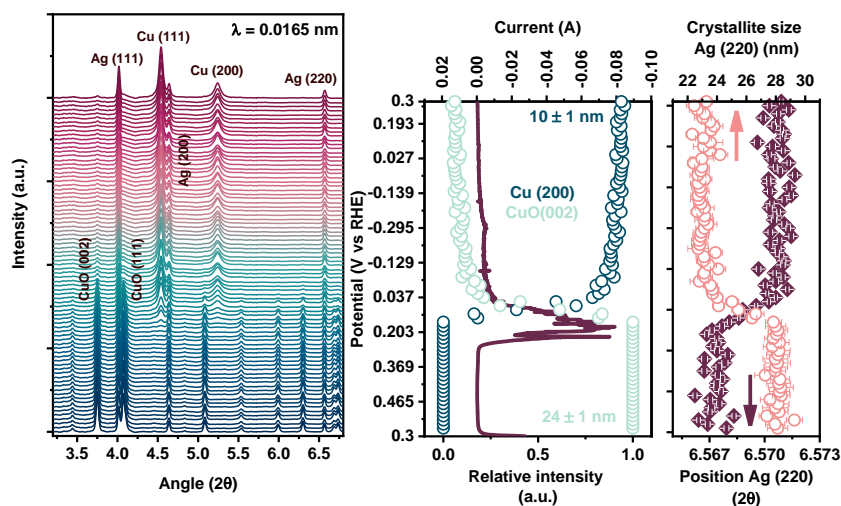 λ = 0.0165 nm
Cu (111)
Ag (111)
Cu (200)
Ag (220)
Ag (200)
CuO (002)
CuO (111)
Intensity (a.u.)
3.5 4.0 4.5 5.0 5.5 6.0 6.5
Angle (2θ)
Current (A)
0.02 0.00 -0.02 -0.04 -0.06 -0.08 -0.10
Potential (V vs RHE)
0.3
0.193
0.027
-0.139
-0.295
-0.129
0.037
0.203
0.369
0.465
0.3
10 ± 1 nm
Cu (200)
CuO(002)
24 ± 1 nm
0.0 0.5 1.0
Relative intensity
(a.u.)
Crystallite size
Ag (220) (nm)
22 24 26 28 30
6.567 6.570 6.573
Position Ag (220)
(2θ)